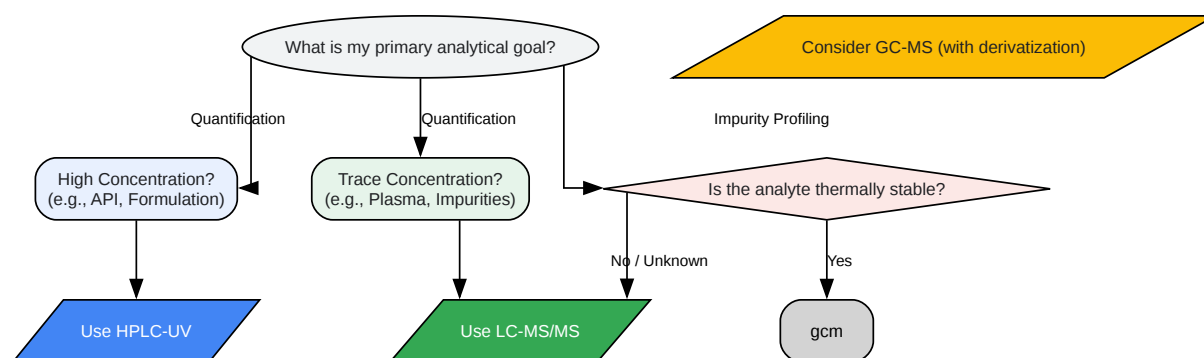 What is my primary analytical goal?
Consider GC-MS (with derivatization)
Quantification
Quantification
Impurity Profiling
High Concentration?
(e.g., API, Formulation)
Trace Concentration?
(e.g., Plasma, Impurities)
Is the analyte thermally stable?
No / Unknown
Yes
Use HPLC-UV
Use LC-MS/MS
gcm